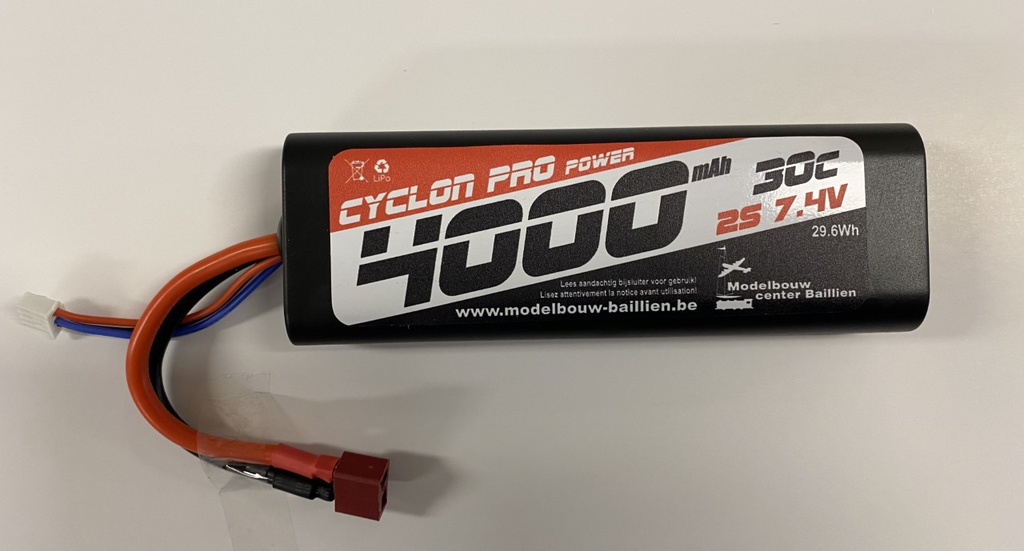 LiPo
CYCLON PRO POWER
4000 mAh
30C
2S 7.4V
29.6Wh
Lees aandachtig bijsluiter voor gebruik!
Lisez attentivement la notice avant utilisation!
www.modelbouw-baillien.be
Modelbouw
center Baillien